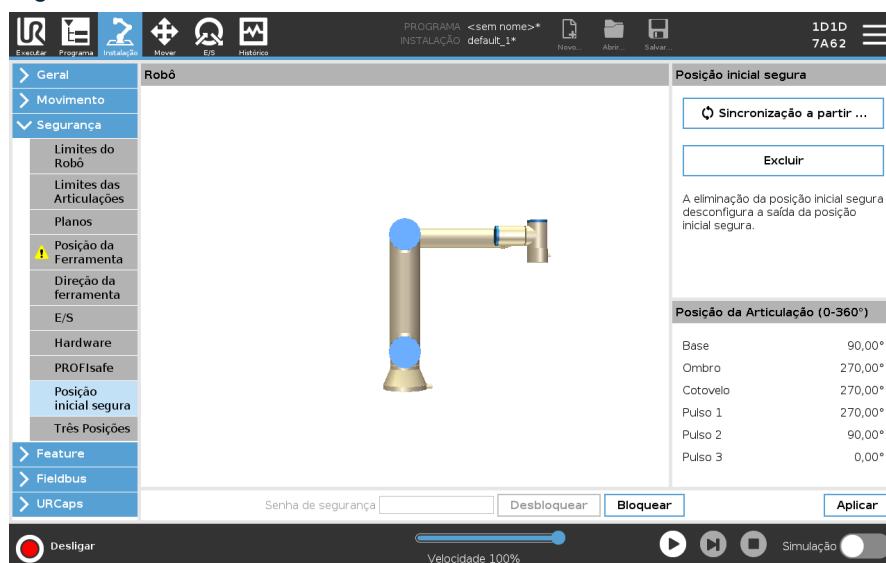 PROGRAMA <sem nome>*
INSTALAÇÃO default_1*
Executar Programa Instalação Mover E/S Histórico Novo... Abrir... Salvar...
1D1D
7A62
Geral
Movimento
Segurança
Limites do
Robô
Limites das
Articulações
Planos
Posição da
Ferramenta
Direção da
ferramenta
E/S
Hardware
PROFIsafe
Posição
inicial segura
Três Posições
Feature
Fieldbus
URCaps
Robô
Posição inicial segura
Sincronização a partir ...
Excluir
A eliminação da posição inicial segura
desconfigura a saída da posição
inicial segura.
Posição da Articulação (0-360°)
Base 90,00°
Ombro 270,00°
Cotovelo 270,00°
Pulso 1 270,00°
Pulso 2 90,00°
Pulso 3 0,00°
Senha de segurança Desbloquear Bloquear Aplicar
Desligar
Velocidade 100%
Simulação